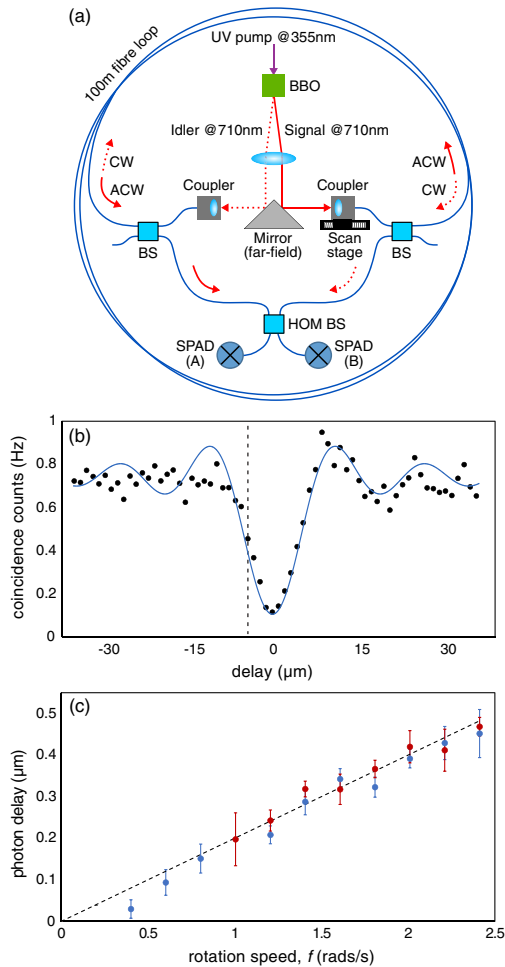 (a)
UV pump @355nm
100m fibre loop
BBO
Idler @710nm
Signal @710nm
CW
ACW
ACW
CW
Coupler
Coupler
BS
Mirror
(far-field)
Scan
stage
BS
HOM BS
SPAD
(A)
SPAD
(B)
(b)
coincidence counts (Hz)
1
0.8
0.6
0.4
0.2
0
-30
-15
0
15
30
delay (μm)
(c)
photon delay (μm)
0.5
0.4
0.3
0.2
0.1
0
0
0.5
1
1.5
2
2.5
rotation speed, f (rads/s)